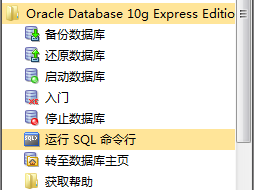 Oracle Database 10g Express Editio
备份数据库
还原数据库
启动数据库
入门
停止数据库
运行 SQL 命令行
转至数据库主页
获取帮助